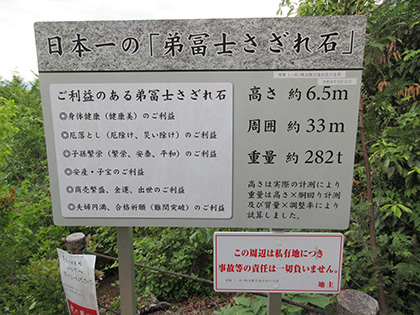 日本一の「弟冨士さざれ石」
ご利益のある弟冨士さざれ石
◎身体健康（健康美）のご利益
◎厄落とし（厄除け、災い除け）のご利益
◎子孫繁栄（繁栄、安泰、平和）のご利益
◎安産・子宝のご利益
◎商売繁盛、金運、出世のご利益
◎夫婦円満、合格祈願（難関突破）のご利益
高さ 約6.5m
周囲 約33m
重量 約282t
高さは実際の計測により
重量は高さ×胴回り計測
及び質量×調整率により
試算しました。
この周辺は私有地につき
事故等の責任は一切負いません。
地主